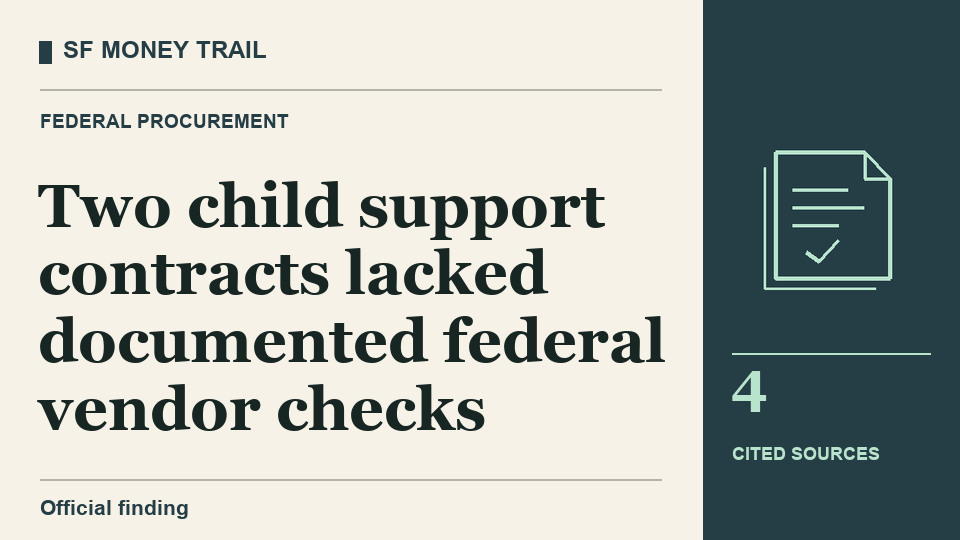 SF MONEY TRAIL
FEDERAL PROCUREMENT
Two child support
contracts lacked
documented federal
vendor checks
Official finding
4
CITED SOURCES